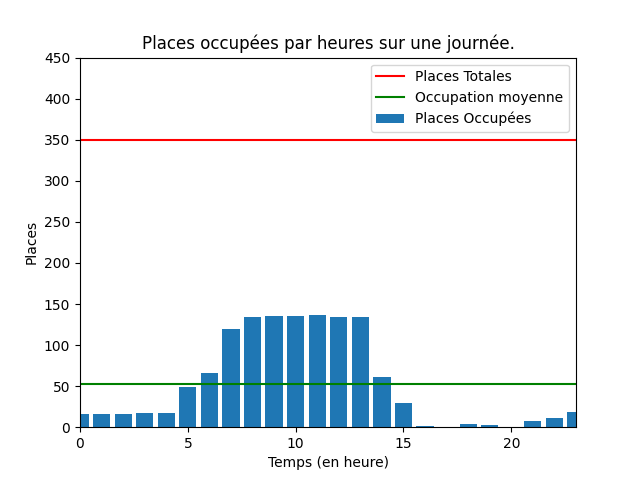 Places occupées par heures sur une journée.
450
400
350
300
250
200
150
100
50
0
Places
Places Totales
Occupation moyenne
Places Occupées
0 5 10 15 20
Temps (en heure)